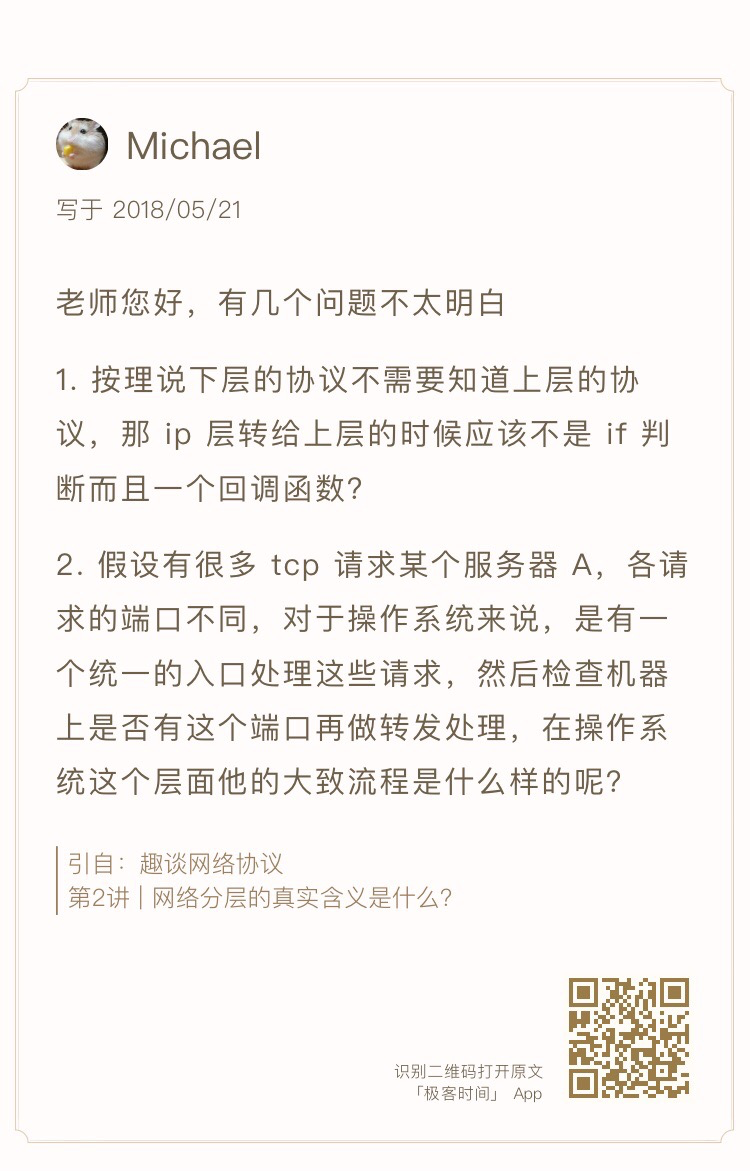 Michael
写于 2018/05/21
老师您好，有几个问题不太明白
1. 按理说下层的协议不需要知道上层的协
议，那 ip 层转给上层的时候应该不是 if 判
断而且一个回调函数？
2. 假设有很多 tcp 请求某个服务器 A，各请
求的端口不同，对于操作系统来说，是有一
个统一的入口处理这些请求，然后检查机器
上是否有这个端口再做转发处理，在操作系
统这个层面他的大致流程是什么样的呢？
引自：趣谈网络协议
第2讲 | 网络分层的真实含义是什么？
识别二维码打开原文
「极客时间」 App